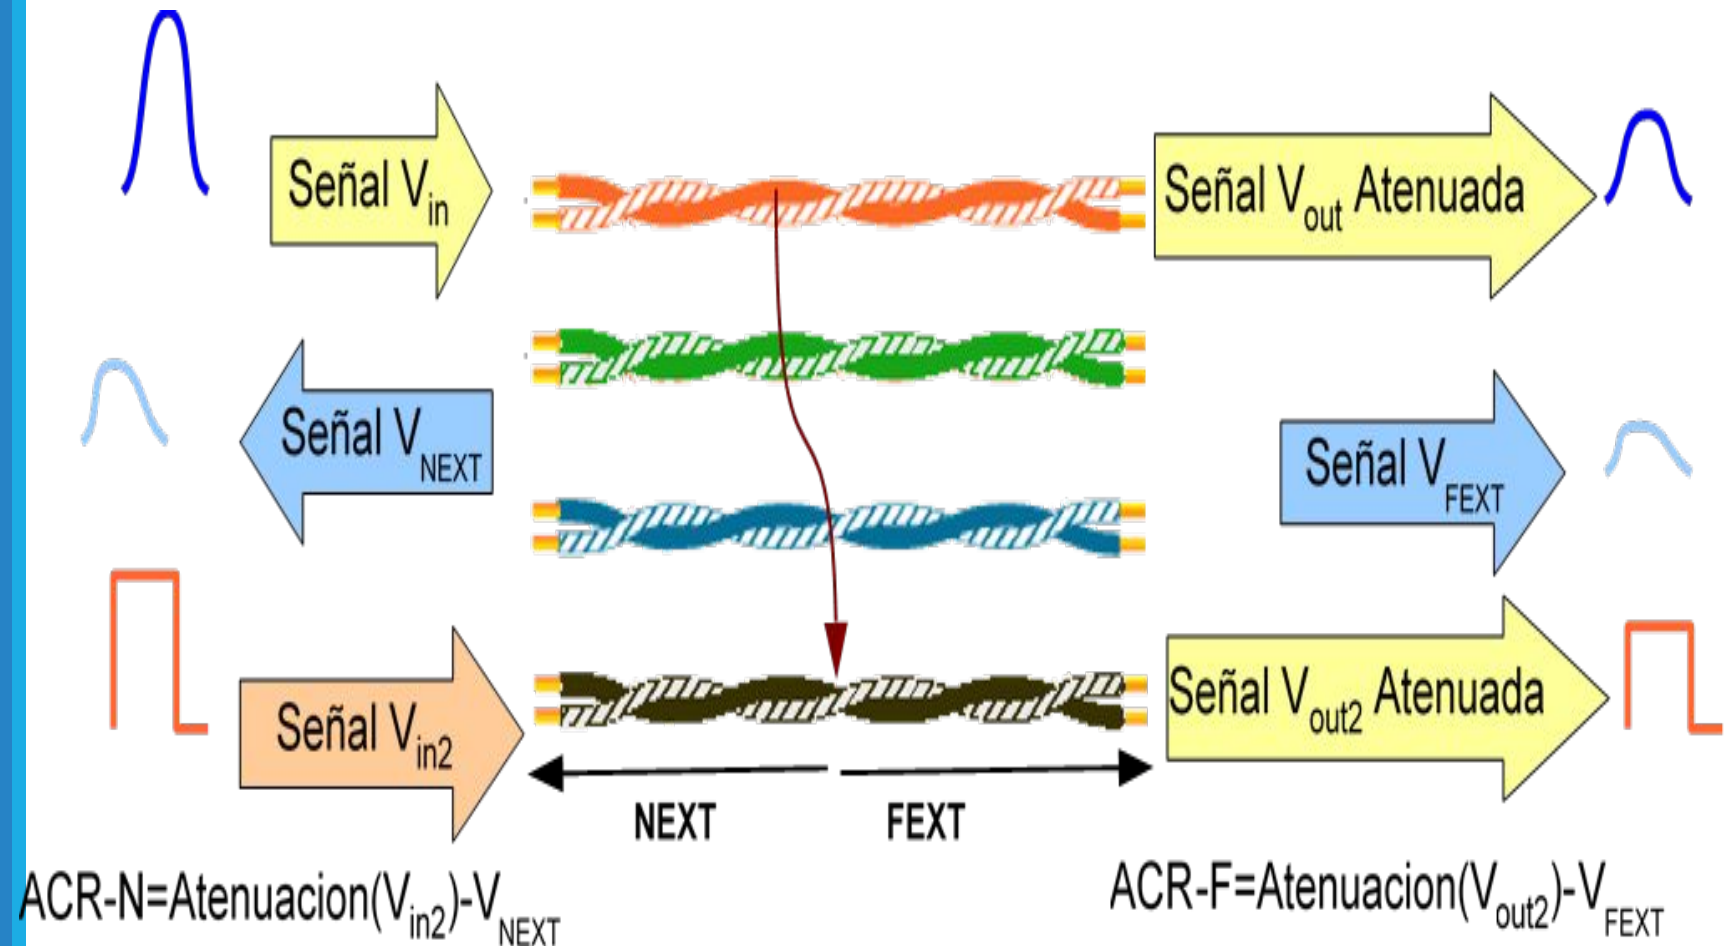 Señal Vin
Señal Vout Atenuada
Señal VNEXT
Señal VFEXT
Señal Vin2
Señal Vout2 Atenuada
NEXT
FEXT
ACR-N=Atenuacion(Vin2)-VNEXT
ACR-F=Atenuacion(Vout2)-VFEXT